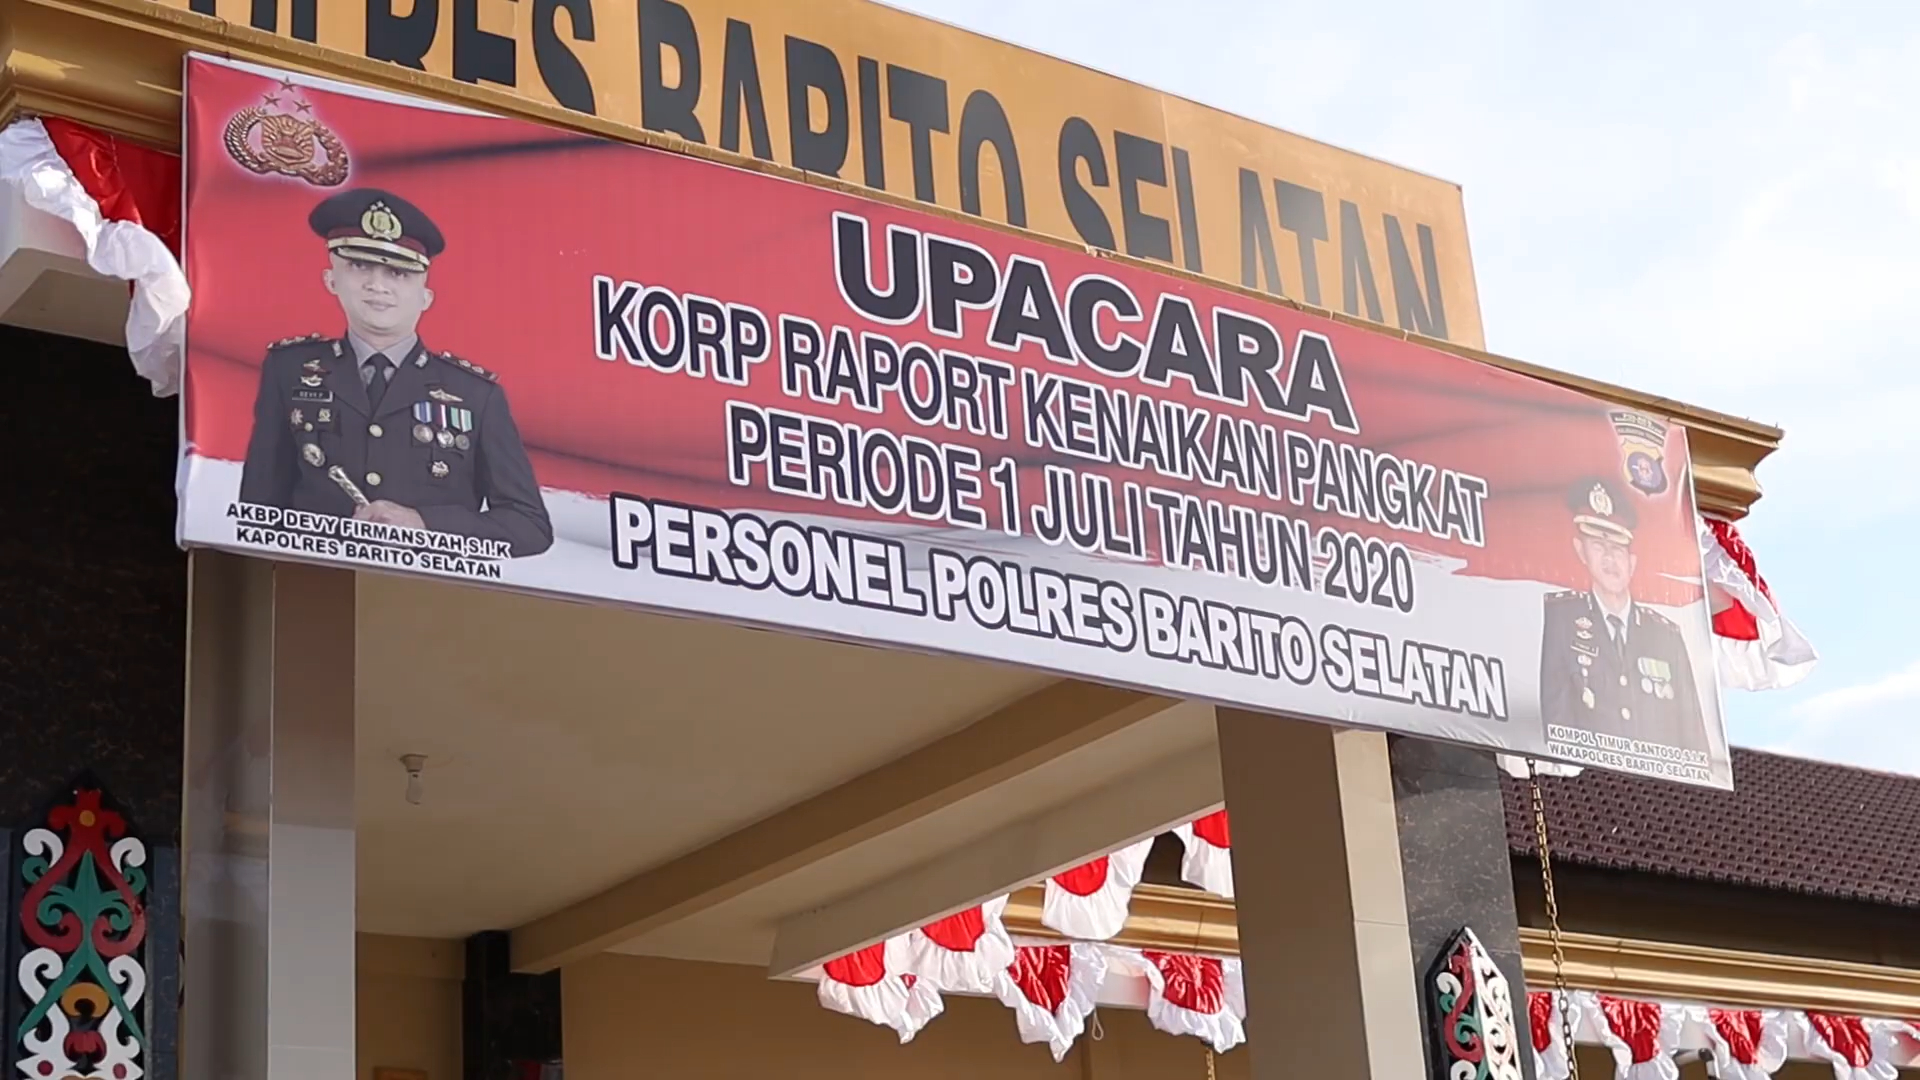 POLRES BARITO SELATAN
UPACARA
KORP RAPORT KENAIKAN PANGKAT
PERIODE 1 JULI TAHUN 2020
PERSONEL POLRES BARITO SELATAN
AKBP DEVY FIRMANSYAH,S.I.K
KAPOLRES BARITO SELATAN
KOMPOL TIMUR SANTOSO,S.I.K
WAKAPOLRES BARITO SELATAN